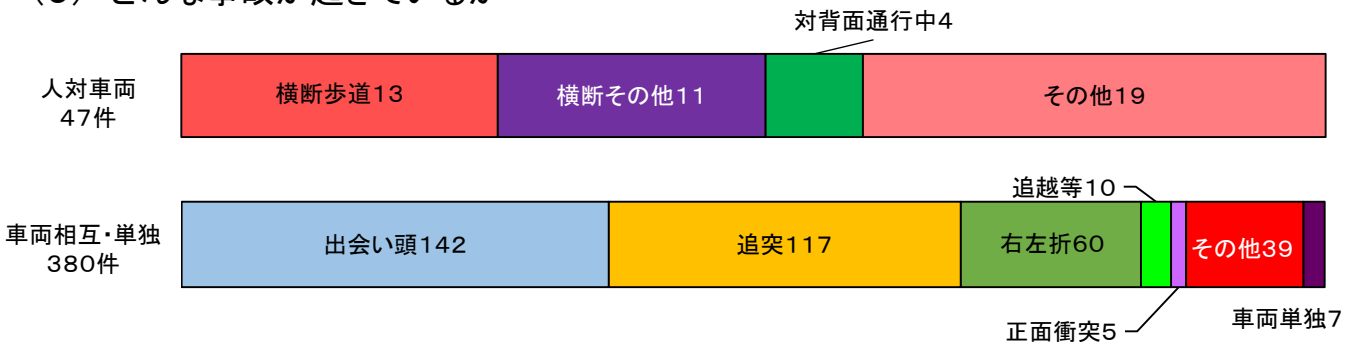 対背面通行中4
人対車両
47件
横断歩道13
横断その他11
その他19
追越等10
車両相互・単独
380件
出会い頭142
追突117
右左折60
その他39
正面衝突5
車両単独7